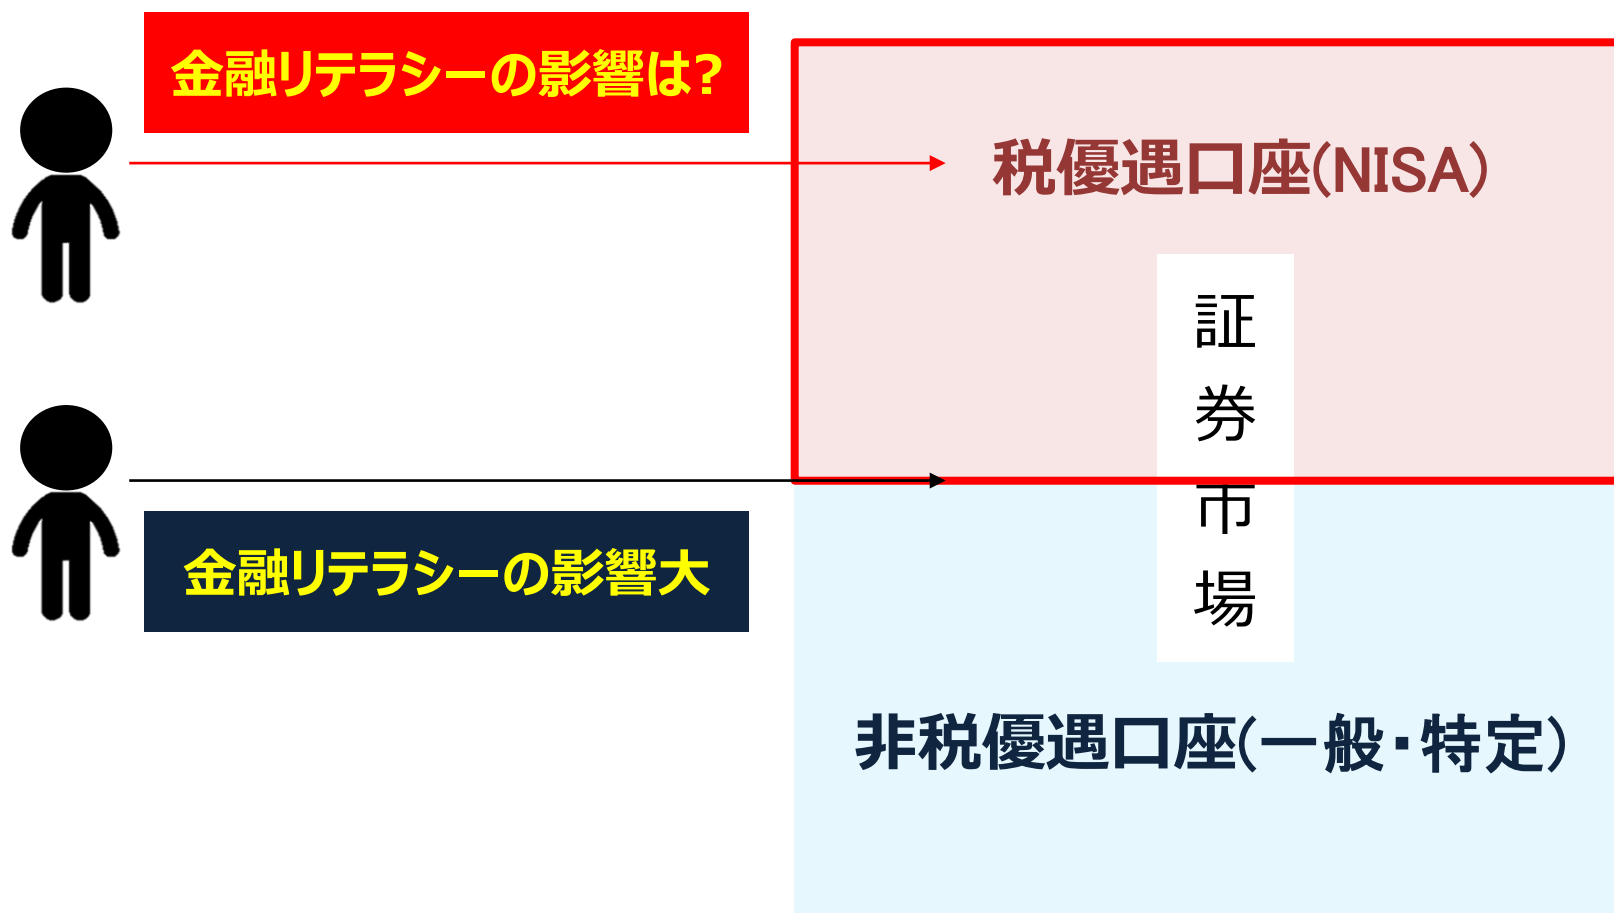 金融リテラシーの影響は?
税優遇口座(NISA)
証
券
市
場
金融リテラシーの影響大
非税優遇口座(一般・特定)